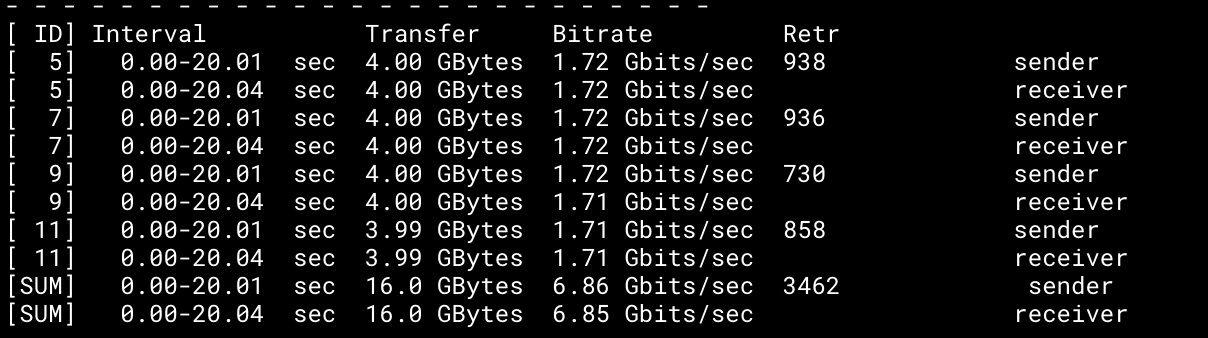 - - - - - - - - - - - - - - - - - - - - - - - - -
[ ID] Interval           Transfer     Bitrate         Retr
[  5]   0.00-20.01  sec  4.00 GBytes  1.72 Gbits/sec  938             sender
[  5]   0.00-20.04  sec  4.00 GBytes  1.72 Gbits/sec                  receiver
[  7]   0.00-20.01  sec  4.00 GBytes  1.72 Gbits/sec  936             sender
[  7]   0.00-20.04  sec  4.00 GBytes  1.72 Gbits/sec                  receiver
[  9]   0.00-20.01  sec  4.00 GBytes  1.72 Gbits/sec  730             sender
[  9]   0.00-20.04  sec  4.00 GBytes  1.71 Gbits/sec                  receiver
[ 11]   0.00-20.01  sec  3.99 GBytes  1.71 Gbits/sec  858             sender
[ 11]   0.00-20.04  sec  3.99 GBytes  1.71 Gbits/sec                  receiver
[SUM]   0.00-20.01  sec  16.0 GBytes  6.86 Gbits/sec  3462             sender
[SUM]   0.00-20.04  sec  16.0 GBytes  6.85 Gbits/sec                  receiver